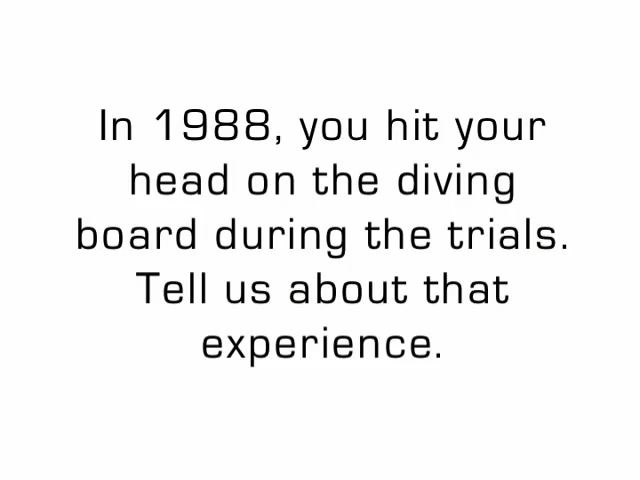 In 1988, you hit your
head on the diving
board during the trials.
Tell us about that
experience.